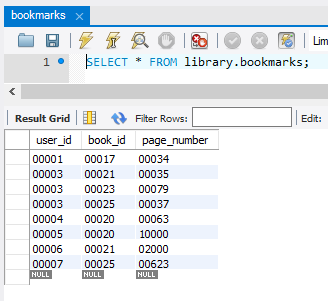 bookmarks
Lim
1 SELECT * FROM library.bookmarks;
Result Grid Filter Rows: Edit:
user_id book_id page_number
00001 00017 00034
00003 00021 00035
00003 00023 00079
00003 00025 00037
00004 00020 00063
00005 00020 10000
00006 00021 02000
00007 00025 00623
NULL NULL NULL